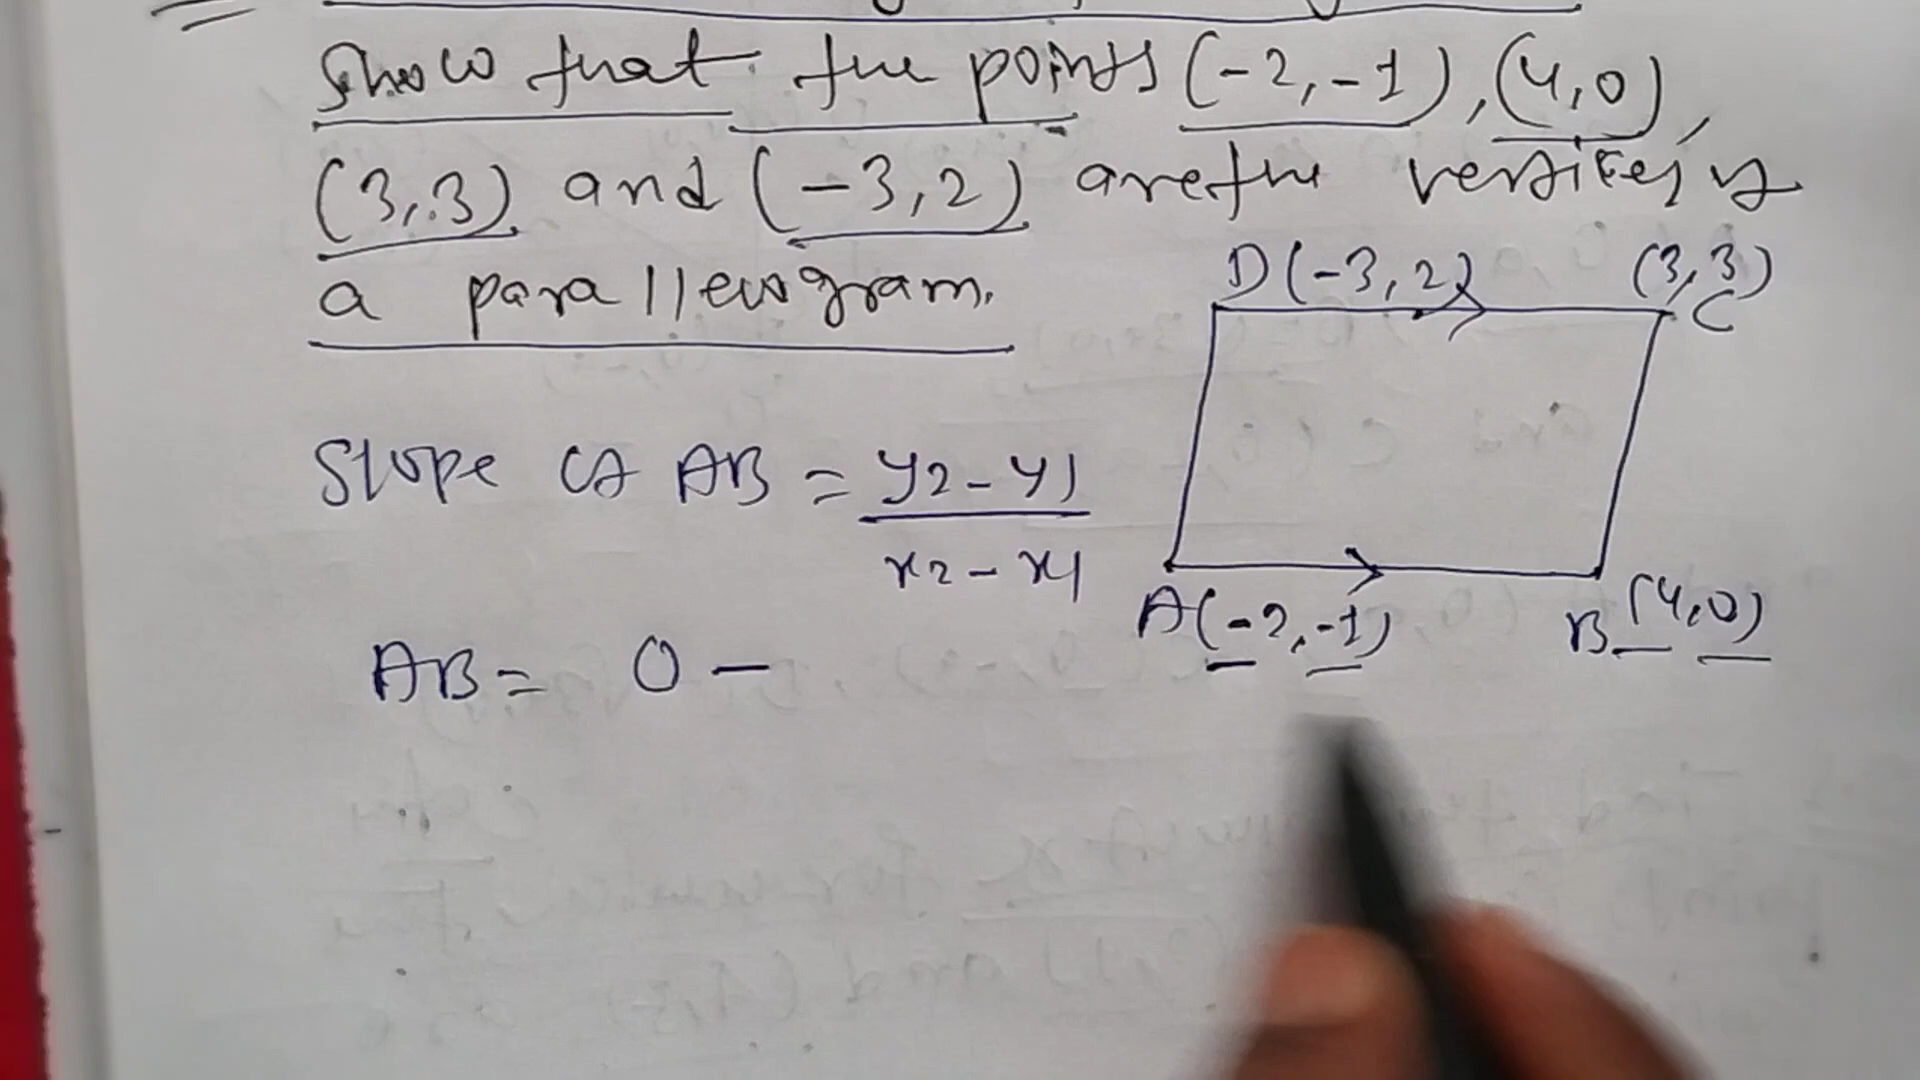 Show that the points (-2,-1), (4,0),
(3,3) and (-3,2) are the vertices of
a parallelogram.
D(-3,2) (3,3)
C
Slope of AB = y2-y1
x2-x1
A(-2,-1) B(4,0)
AB= 0-